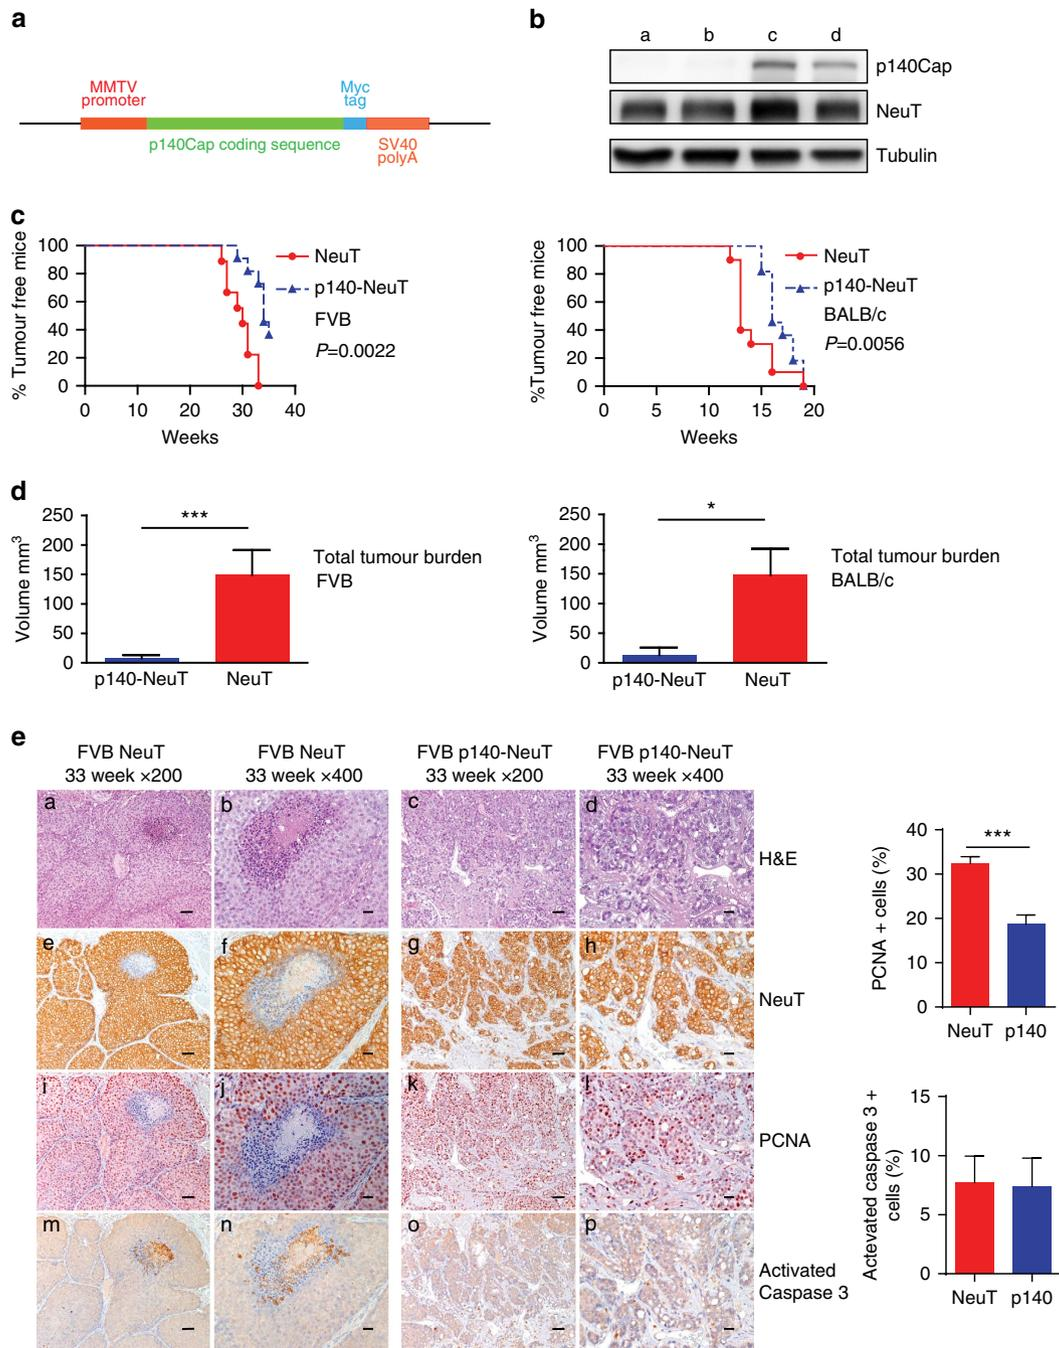 a
MMTV
promoter
Myc
tag
p140Cap coding sequence
SV40
polyA
b
a b c d
p140Cap
NeuT
Tubulin
c
% Tumour free mice
100
80
60
40
20
0
0 10 20 30 40
Weeks
NeuT
p140-NeuT
FVB
P=0.0022
%Tumour free mice
100
80
60
40
20
0
0 5 10 15 20
Weeks
NeuT
p140-NeuT
BALB/c
P=0.0056
d
Volume mm3
250
200
150
100
50
0
***
p140-NeuT NeuT
Total tumour burden
FVB
Volume mm3
250
200
150
100
50
0
*
p140-NeuT NeuT
Total tumour burden
BALB/c
e
FVB NeuT
33 week ×200
FVB NeuT
33 week ×400
FVB p140-NeuT
33 week ×200
FVB p140-NeuT
33 week ×400
a b c d
H&E
e f g h
NeuT
i j k l
PCNA
m n o p
Activated
Caspase 3
PCNA + cells (%)
40
30
20
10
0
***
NeuT p140
Actevated caspase 3 +
cells (%)
15
10
5
0
NeuT p140